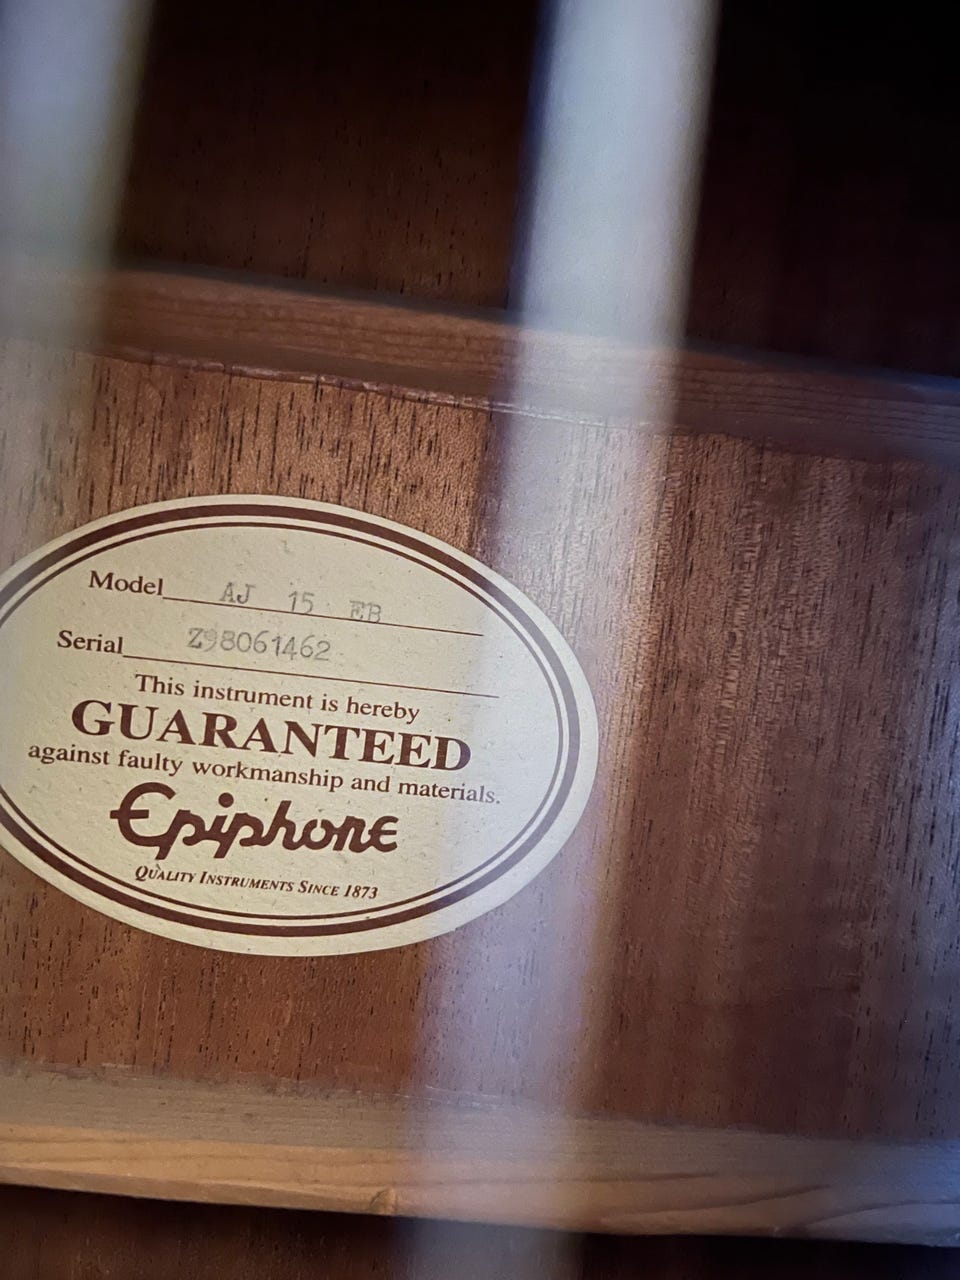 Model AJ 15 EB
Serial Z98061462
This instrument is hereby
GUARANTEED
against faulty workmanship and materials.
Epiphone
QUALITY INSTRUMENTS SINCE 1873